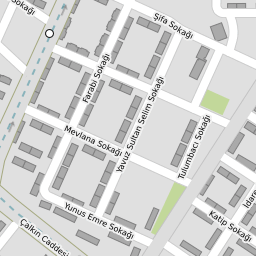 Şifa Sokağı
Farabi Sokağı
Yavuz Sultan Selim Sokağı
Mevlana Sokağı
Tulumbacı Sokağı
Yunus Emre Sokağı
Katip Sokağı
İdare
Çalkın Caddesi